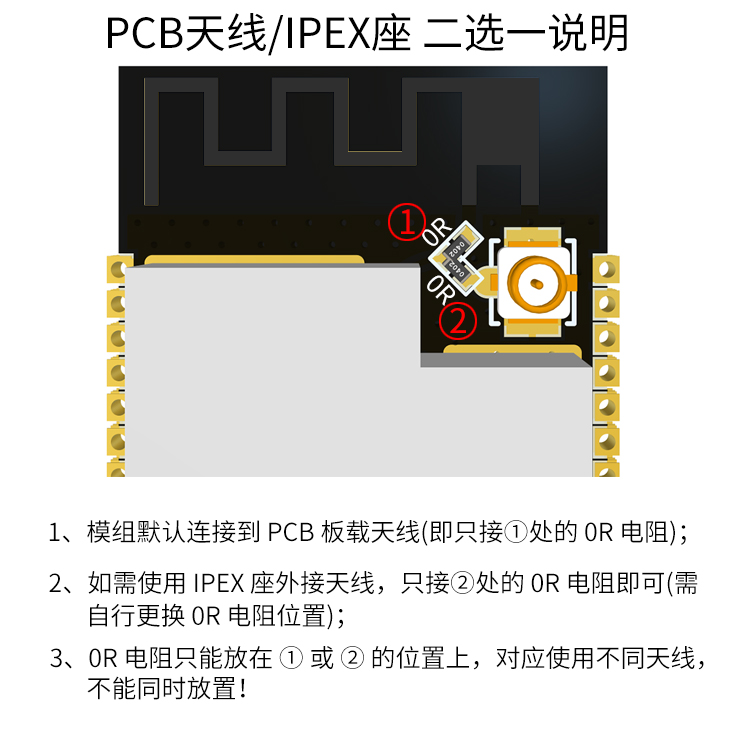 PCB天线/IPEX座 二选一说明
①
0R
0402
0402
0R
②
1、模组默认连接到 PCB 板载天线(即只接①处的 0R 电阻)；
2、如需使用 IPEX 座外接天线，只接②处的 0R 电阻即可(需
自行更换 0R 电阻位置)；
3、0R 电阻只能放在 ① 或 ② 的位置上，对应使用不同天线，
不能同时放置！